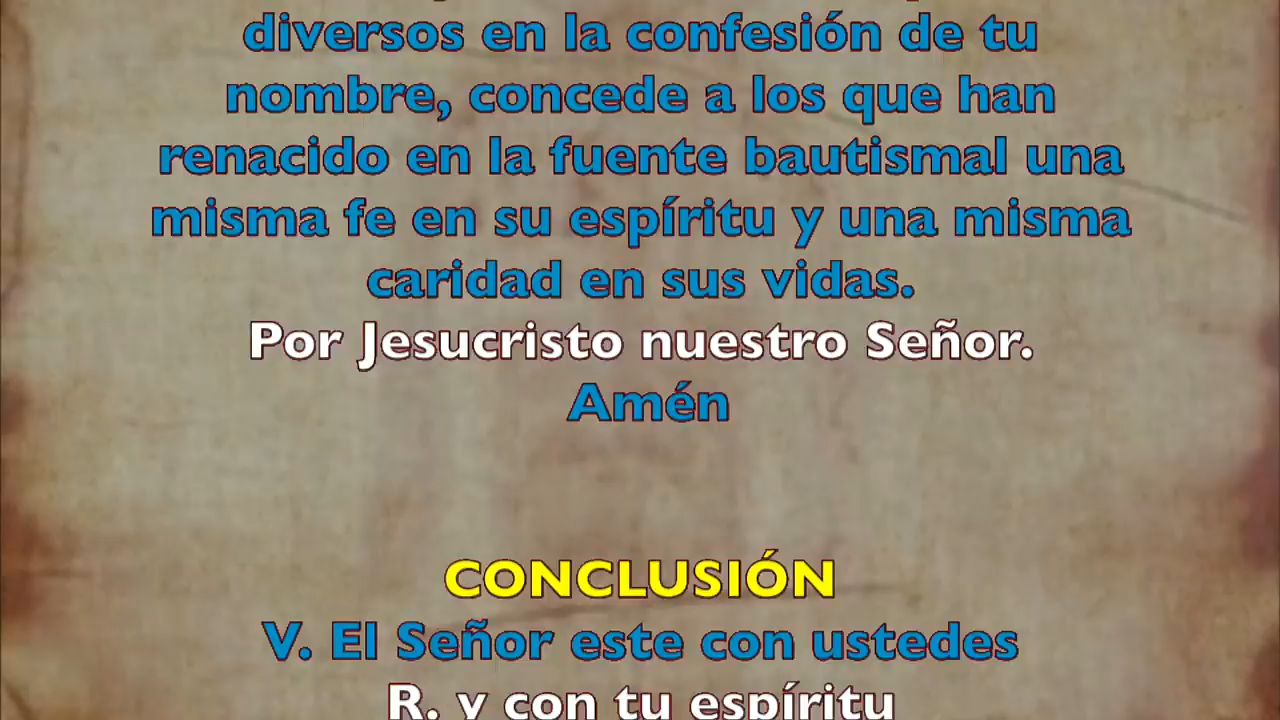 diversos en la confesión de tu
nombre, concede a los que han
renacido en la fuente bautismal una
misma fe en su espíritu y una misma
caridad en sus vidas.
Por Jesucristo nuestro Señor.
Amén
CONCLUSIÓN
V. El Señor este con ustedes
R. y con tu espíritu